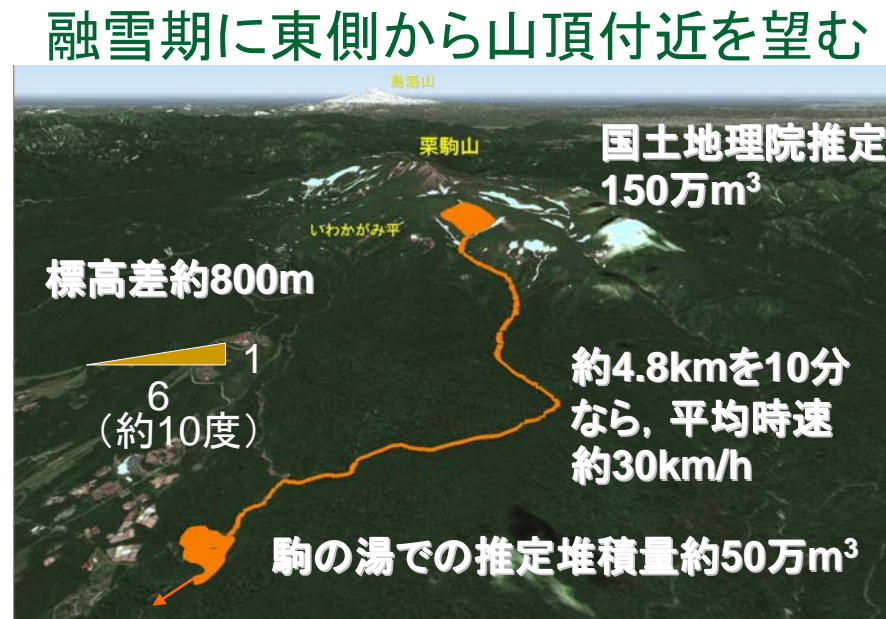 融雪期に東側から山頂付近を望む
鳥海山
栗駒山
国土地理院推定
150万m³
いわかがみ平
標高差約800m
1
6
（約10度）
約4.8kmを10分
なら，平均時速
約30km/h
駒の湯での推定堆積量約50万m³